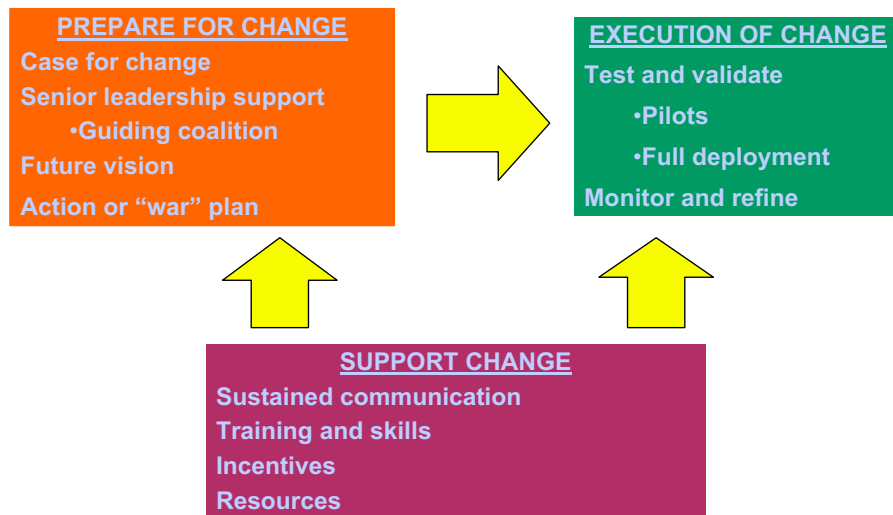 PREPARE FOR CHANGE
Case for change
Senior leadership support
•Guiding coalition
Future vision
Action or “war” plan
EXECUTION OF CHANGE
Test and validate
•Pilots
•Full deployment
Monitor and refine
SUPPORT CHANGE
Sustained communication
Training and skills
Incentives
Resources